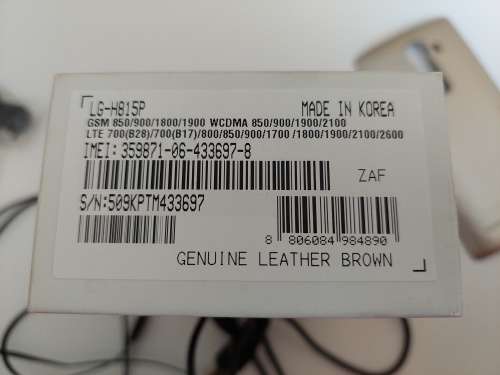 LG-H815P MADE IN KOREA
GSM 850/900/1800/1900 WCDMA 850/900/1900/2100
LTE 700(B28)/700(B17)/800/850/900/1700 /1800/1900/2100/2600
IMEI: 359871-06-433697-8
ZAF
S/N:509KPTM433697
8 806084 984890
GENUINE LEATHER BROWN